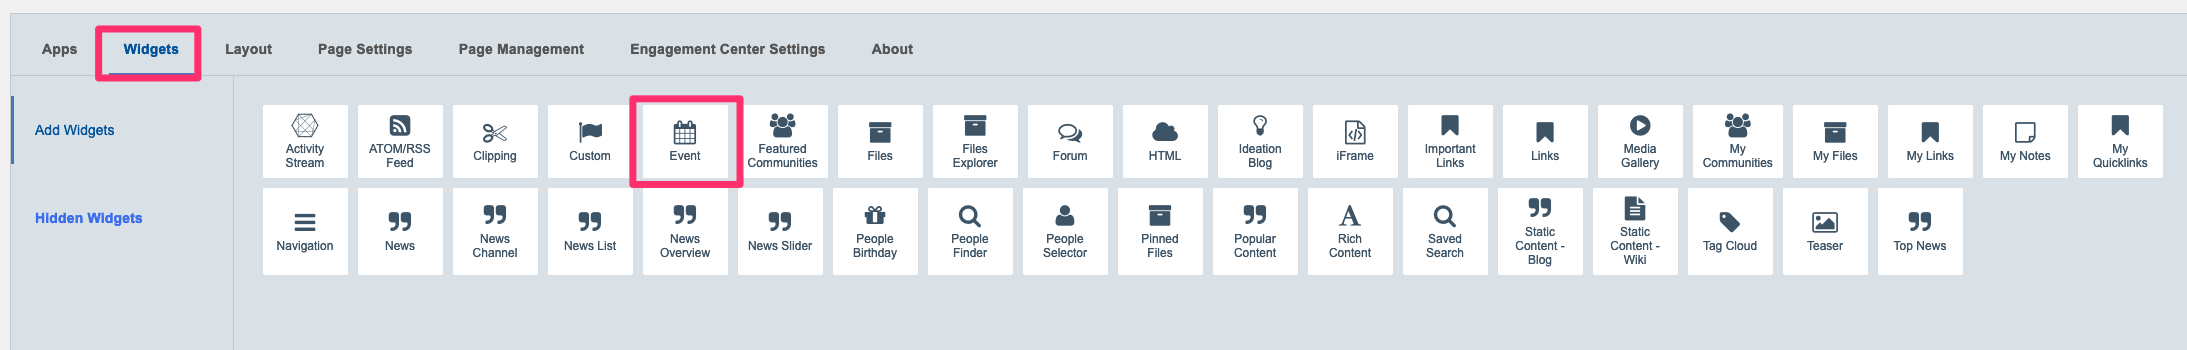 Apps Widgets Layout Page Settings Page Management Engagement Center Settings About
Add Widgets
Hidden Widgets
Activity
Stream
ATOM/RSS
Feed
Clipping
Custom
Event
Featured
Communities
Files
Files
Explorer
Forum
HTML
Ideation
Blog
iFrame
Important
Links
Links
Media
Gallery
My
Communities
My Files
My Links
My Notes
My
Quicklinks
Navigation
News
News
Channel
News List
News
Overview
News Slider
People
Birthday
People
Finder
People
Selector
Pinned
Files
Popular
Content
Rich
Content
Saved
Search
Static
Content -
Blog
Static
Content -
Wiki
Tag Cloud
Teaser
Top News